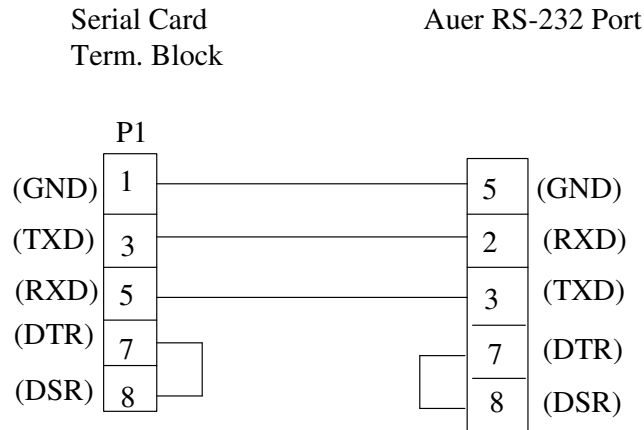 Serial Card Auer RS-232 Port
Term. Block
P1
(GND) 1 5 (GND)
(TXD) 3 2 (RXD)
(RXD) 5 3 (TXD)
(DTR) 7 7 (DTR)
(DSR) 8 8 (DSR)